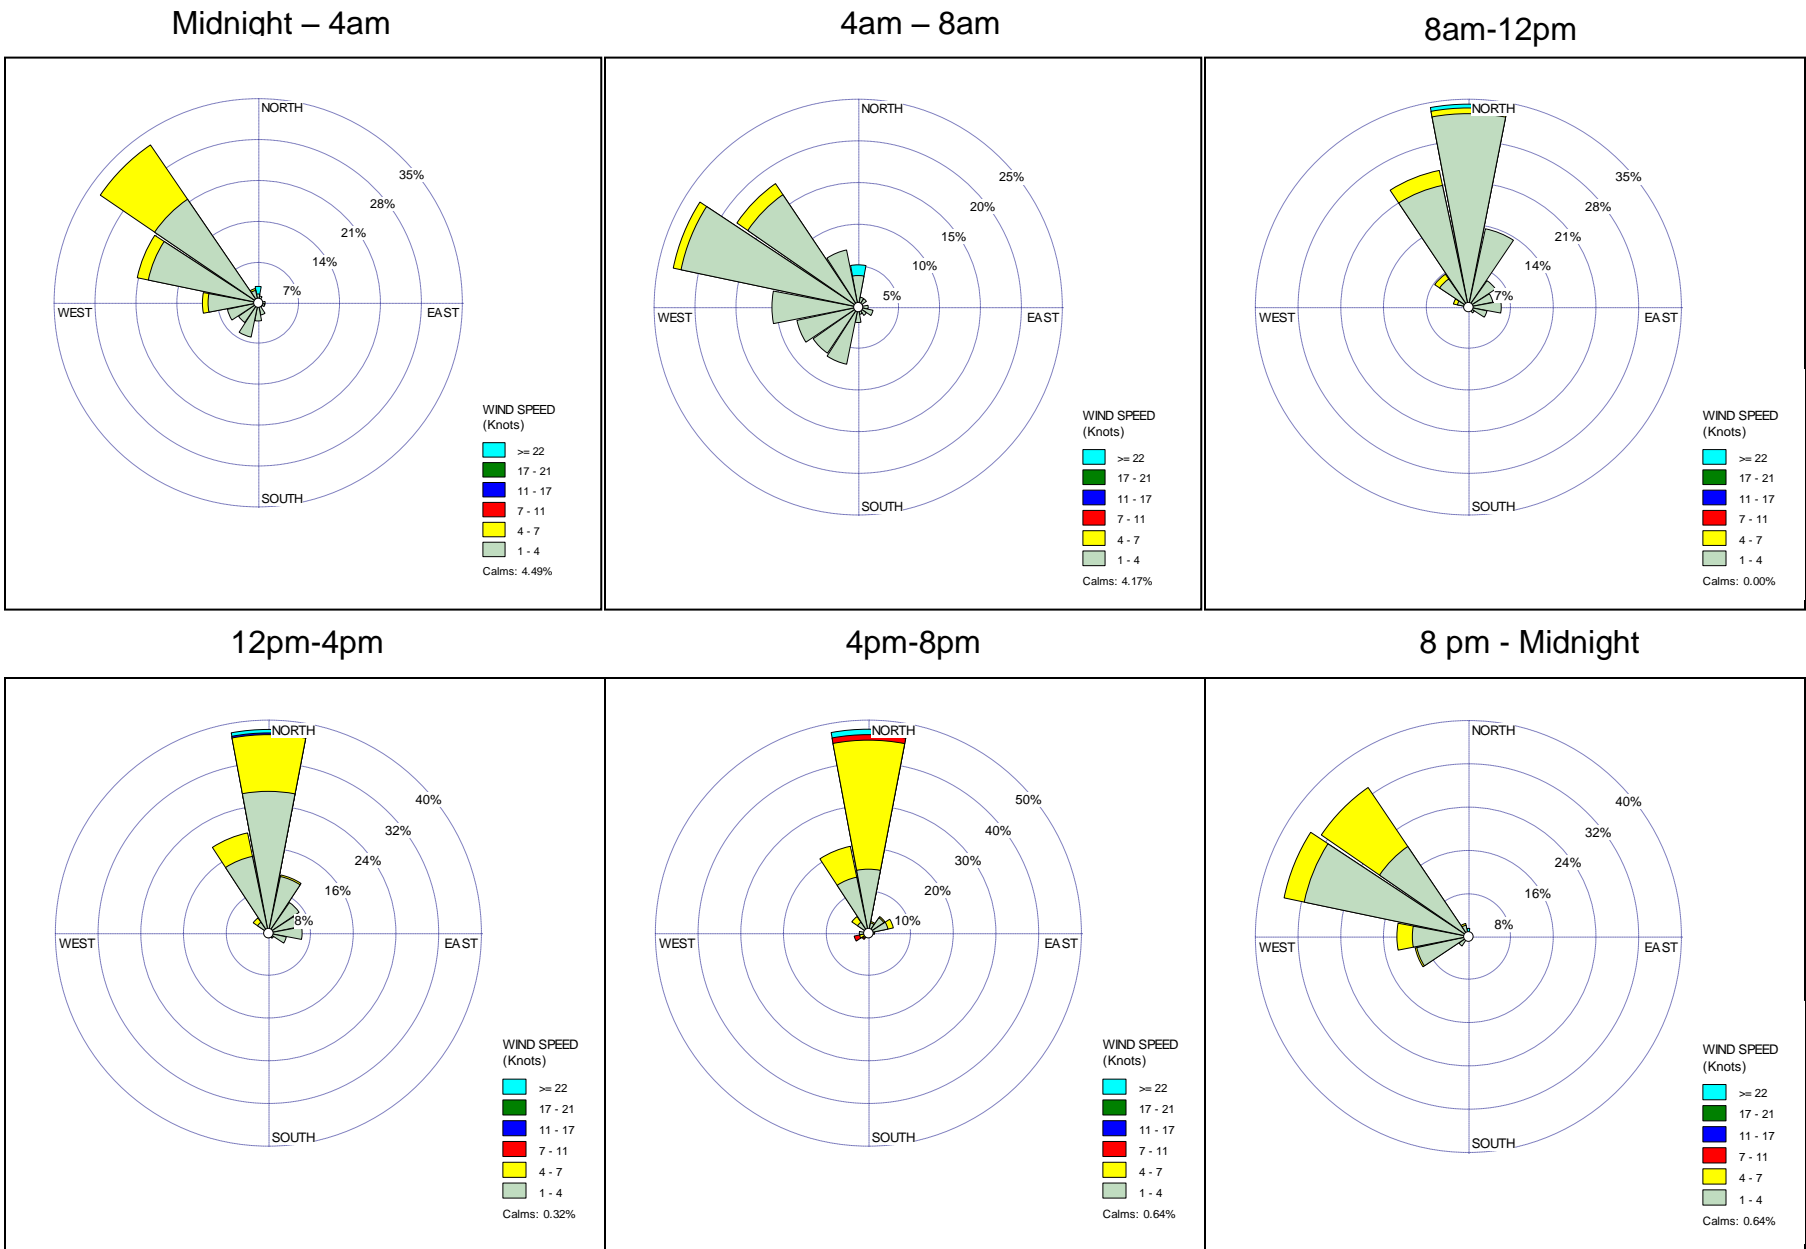 Midnight – 4am
4am – 8am
8am-12pm
NORTH
35%
28%
21%
14%
7%
WEST
EAST
SOUTH
WIND SPEED
(Knots)
>= 22
17 - 21
11 - 17
7 - 11
4 - 7
1 - 4
Calms: 4.49%
NORTH
25%
20%
15%
10%
5%
WEST
EAST
SOUTH
WIND SPEED
(Knots)
>= 22
17 - 21
11 - 17
7 - 11
4 - 7
1 - 4
Calms: 4.17%
NORTH
35%
28%
21%
14%
7%
WEST
EAST
SOUTH
WIND SPEED
(Knots)
>= 22
17 - 21
11 - 17
7 - 11
4 - 7
1 - 4
Calms: 0.00%
12pm-4pm
4pm-8pm
8 pm - Midnight
NORTH
40%
32%
24%
16%
8%
WEST
EAST
SOUTH
WIND SPEED
(Knots)
>= 22
17 - 21
11 - 17
7 - 11
4 - 7
1 - 4
Calms: 0.32%
NORTH
50%
40%
30%
20%
10%
WEST
EAST
SOUTH
WIND SPEED
(Knots)
>= 22
17 - 21
11 - 17
7 - 11
4 - 7
1 - 4
Calms: 0.64%
NORTH
40%
32%
24%
16%
8%
WEST
EAST
SOUTH
WIND SPEED
(Knots)
>= 22
17 - 21
11 - 17
7 - 11
4 - 7
1 - 4
Calms: 0.64%